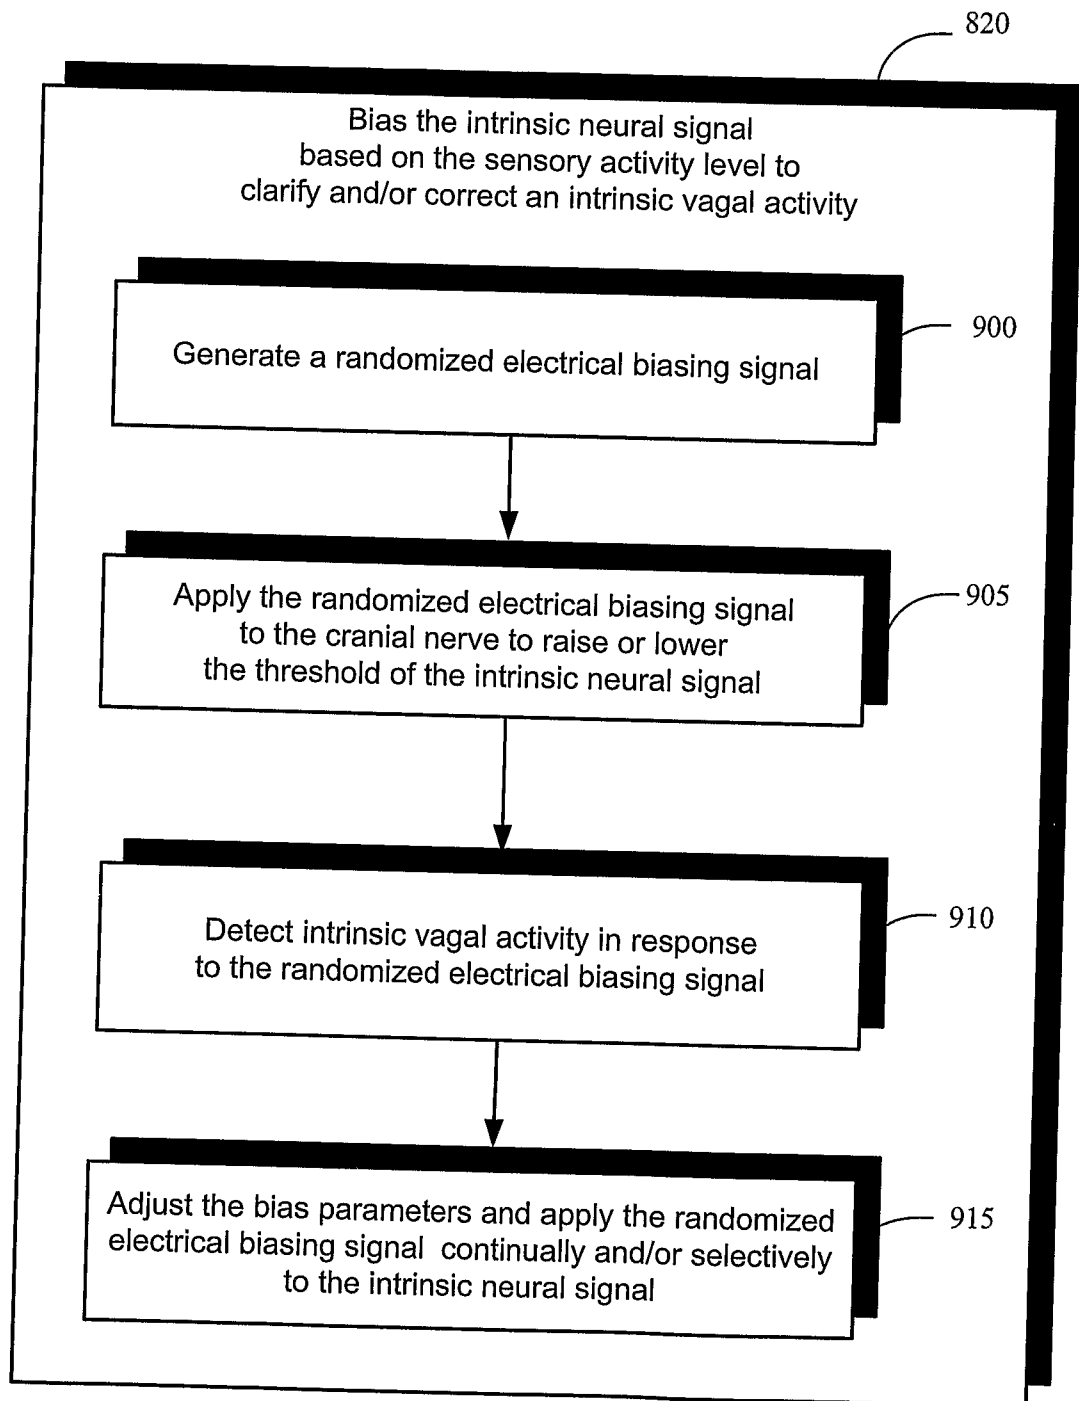 820
Bias the intrinsic neural signal
based on the sensory activity level to
clarify and/or correct an intrinsic vagal activity
900
Generate a randomized electrical biasing signal
905
Apply the randomized electrical biasing signal
to the cranial nerve to raise or lower
the threshold of the intrinsic neural signal
910
Detect intrinsic vagal activity in response
to the randomized electrical biasing signal
915
Adjust the bias parameters and apply the randomized
electrical biasing signal continually and/or selectively
to the intrinsic neural signal